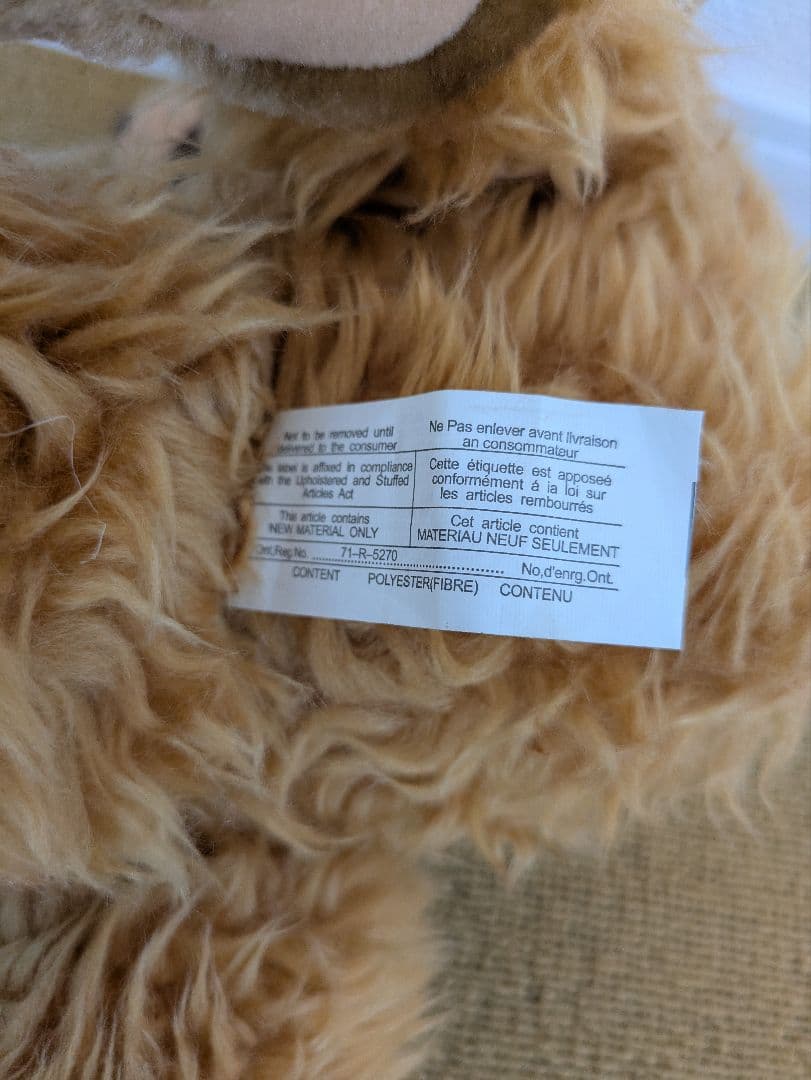 Not to be removed until
delivered to the consumer
Ne Pas enlever avant livraison
an consommateur
label is affixed in compliance
with the Upholstered and Stuffed
Articles Act
Cette étiquette est apposeé
conformément á ia loi sur
les articles rembourrés
This article contains
NEW MATERIAL ONLY
Cet article contient
MATERIAU NEUF SEULEMENT
Ont./Reg.No. 71–R–5270 No,d'enrg.Ont.
CONTENT POLYESTER(FIBRE) CONTENU